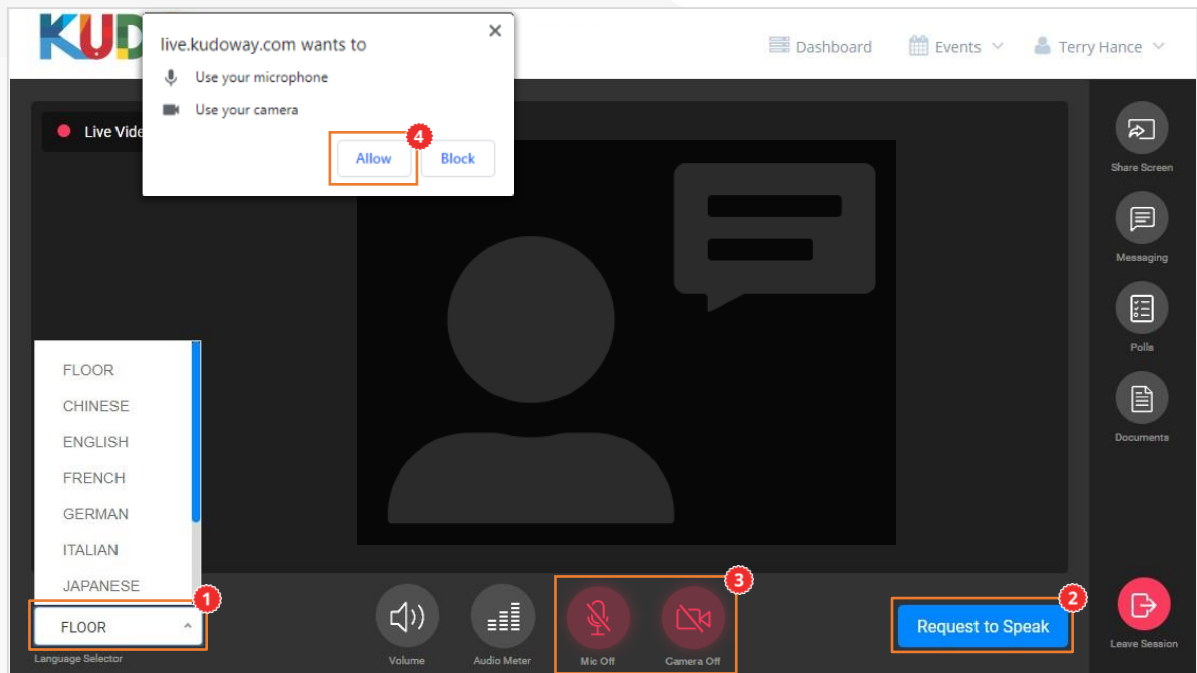 KUD
live.kudoway.com wants to
Use your microphone
Use your camera
Allow
Block
4
Dashboard
Events
Terry Hance
Live Vide
Share Screen
Messaging
Polls
Documents
FLOOR
CHINESE
ENGLISH
FRENCH
GERMAN
ITALIAN
JAPANESE
1
FLOOR
Language Selector
Volume
Audio Meter
3
Mic Off
Camera Off
2
Request to Speak
Leave Session